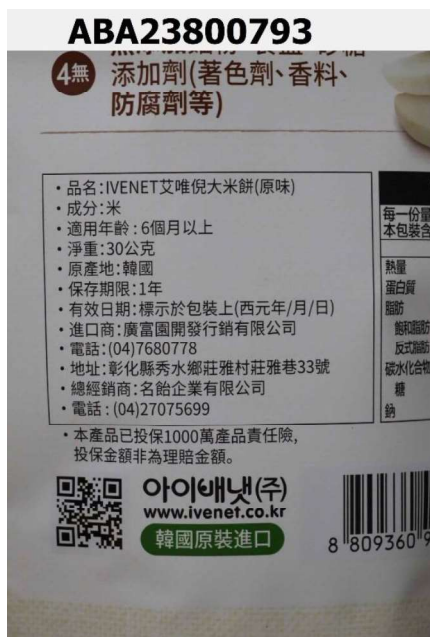 ABA23800793
4無
添加劑(著色劑、香料、
防腐劑等)
・品名:IVENET艾唯倪大米餅(原味)
・成分:米
・適用年齡:6個月以上
・淨重:30公克
・原產地:韓國
・保存期限:1年
・有效日期:標示於包裝上(西元年/月/日)
・進口商:廣富園開發行銷有限公司
・電話:(04)7680778
・地址:彰化縣秀水鄉莊雅村莊雅巷33號
・總經銷商:名飴企業有限公司
・電話:(04)27075699
・本產品已投保1000萬產品責任險,
投保金額非為理賠金額。
每一份量
本包裝含
熱量
蛋白質
脂肪
飽和脂肪
反式脂肪
碳水化合物
糖
鈉
아이배냇(주)
www.ivenet.co.kr
韓國原裝進口
8 809360 9